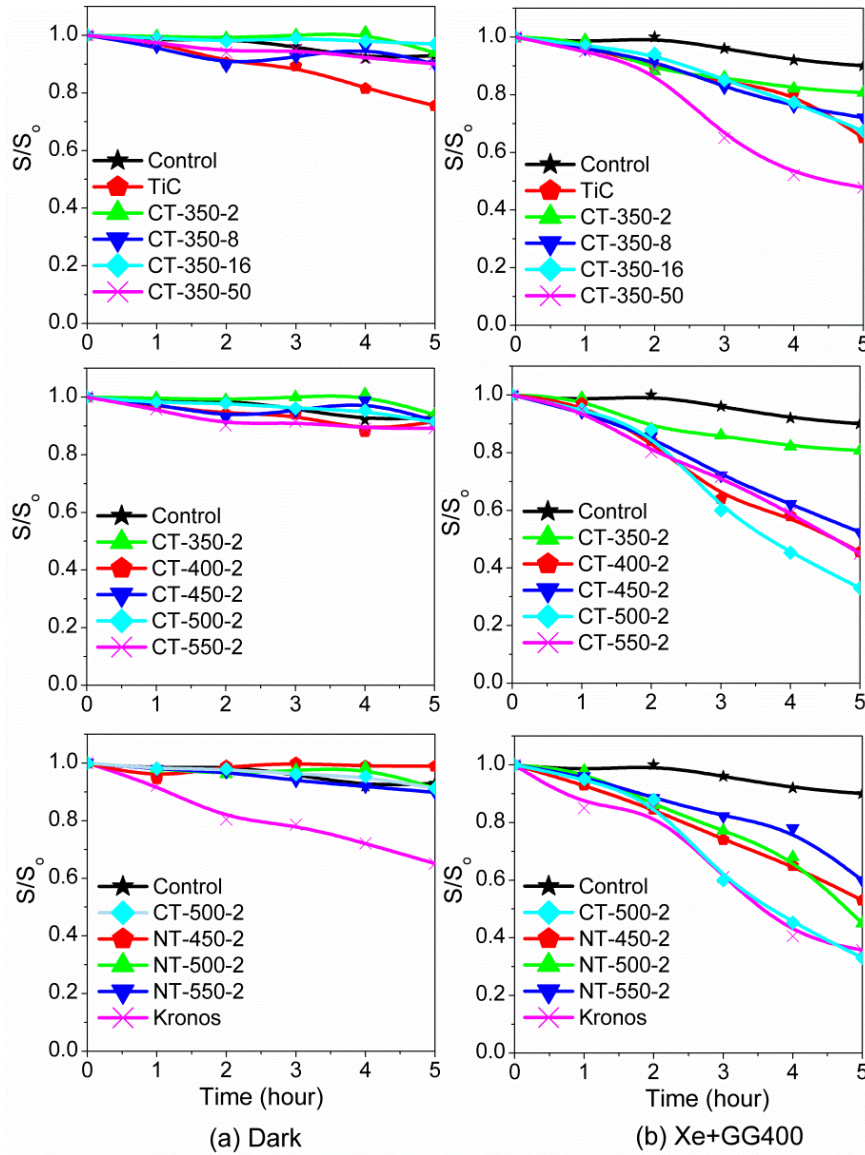 1.0
0.8
0.6
0.4
0.2
0.0
S/So
Control
TiC
CT-350-2
CT-350-8
CT-350-16
CT-350-50
0 1 2 3 4 5
1.0
0.8
0.6
0.4
0.2
0.0
S/So
Control
TiC
CT-350-2
CT-350-8
CT-350-16
CT-350-50
0 1 2 3 4 5
1.0
0.8
0.6
0.4
0.2
0.0
S/So
Control
CT-350-2
CT-400-2
CT-450-2
CT-500-2
CT-550-2
0 1 2 3 4 5
1.0
0.8
0.6
0.4
0.2
0.0
S/So
Control
CT-350-2
CT-400-2
CT-450-2
CT-500-2
CT-550-2
0 1 2 3 4 5
1.0
0.8
0.6
0.4
0.2
0.0
S/So
Control
CT-500-2
NT-450-2
NT-500-2
NT-550-2
Kronos
0 1 2 3 4 5
Time (hour)
(a) Dark
1.0
0.8
0.6
0.4
0.2
0.0
S/So
Control
CT-500-2
NT-450-2
NT-500-2
NT-550-2
Kronos
0 1 2 3 4 5
Time (hour)
(b) Xe+GG400